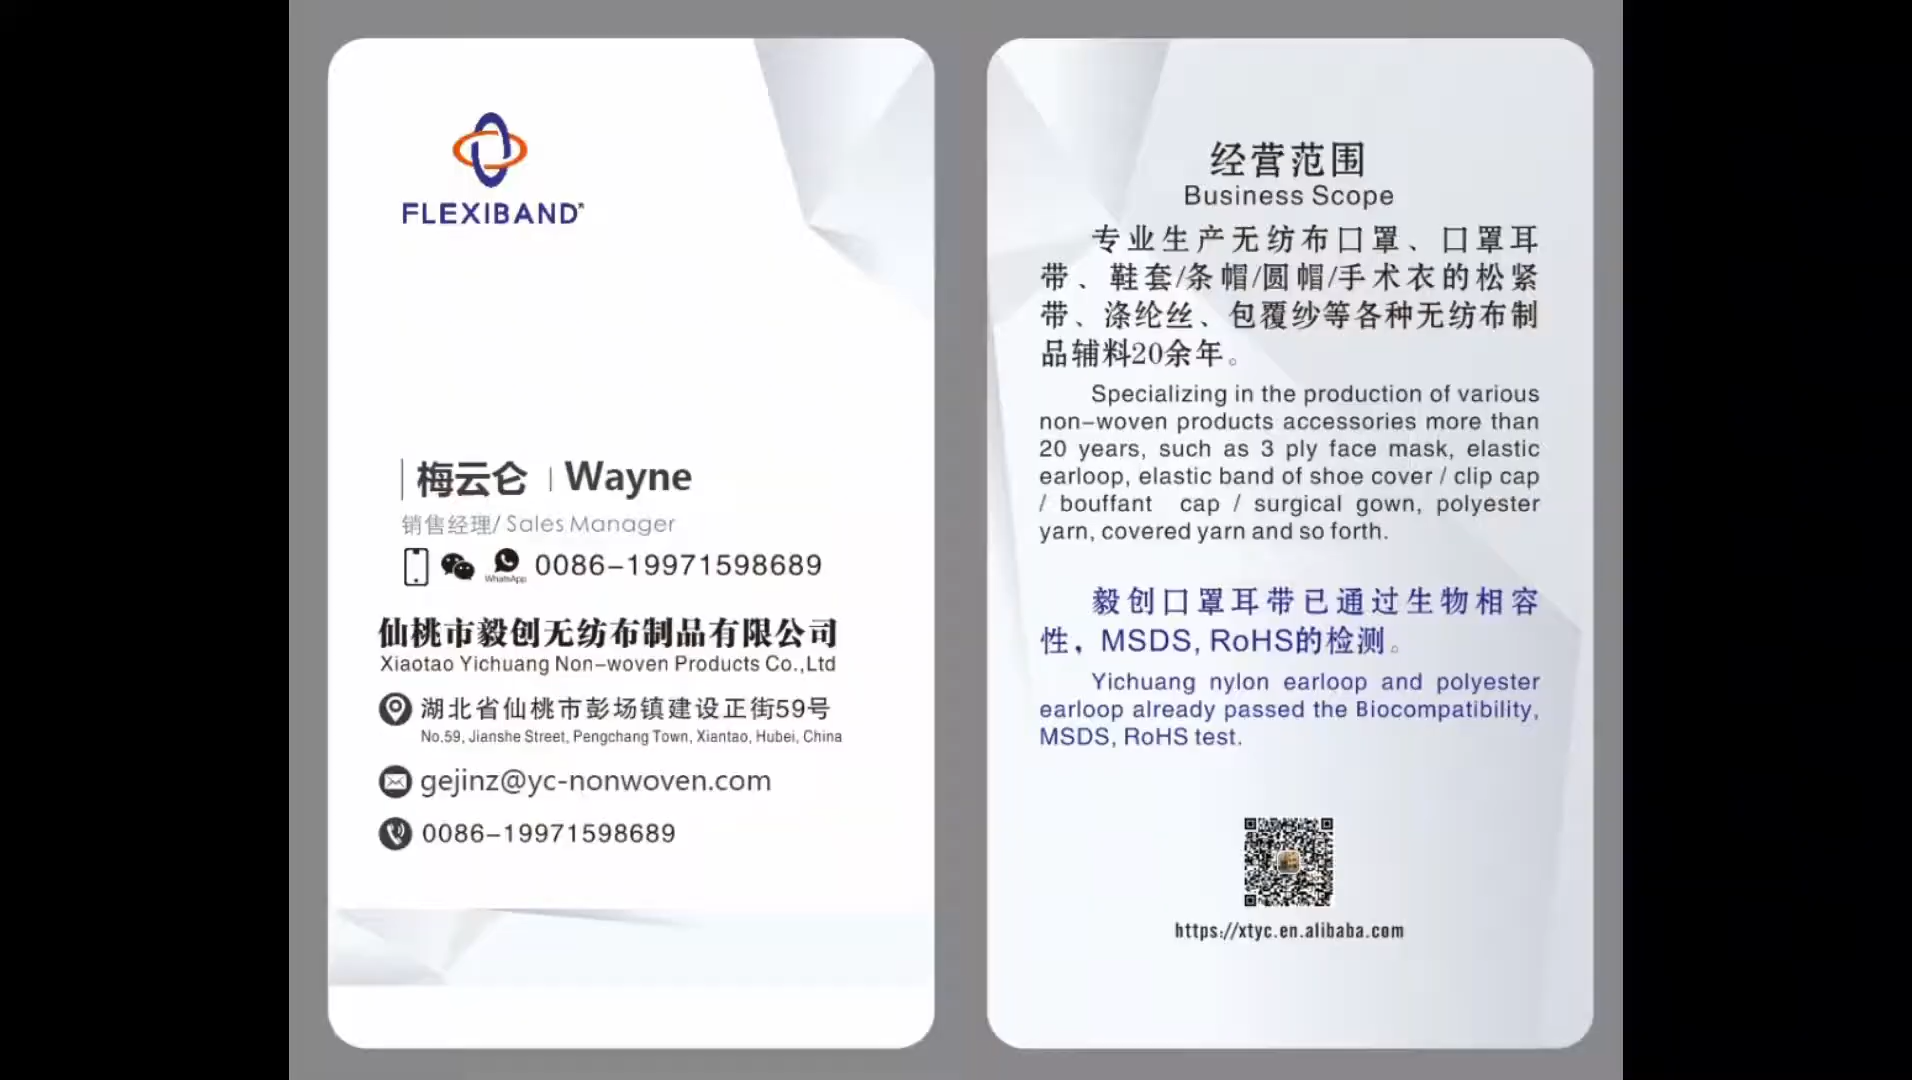 FLEXIBAND®
梅云仑 | Wayne
销售经理/ Sales Manager
WhatsApp 0086-19971598689
仙桃市毅创无纺布制品有限公司
Xiaotao Yichuang Non-woven Products Co.,Ltd
湖北省仙桃市彭场镇建设正街59号
No.59, Jianshe Street, Pengchang Town, Xiantao, Hubei, China
gejinz@yc-nonwoven.com
0086-19971598689
经营范围
Business Scope
专业生产无纺布口罩、口罩耳
带、鞋套/条帽/圆帽/手术衣的松紧
带、涤纶丝、包覆纱等各种无纺布制
品辅料20余年。
Specializing in the production of various
non-woven products accessories more than
20 years, such as 3 ply face mask, elastic
earloop, elastic band of shoe cover / clip cap
/ bouffant cap / surgical gown, polyester
yarn, covered yarn and so forth.
毅创口罩耳带已通过生物相容
性，MSDS, RoHS的检测。
Yichuang nylon earloop and polyester
earloop already passed the Biocompatibility,
MSDS, RoHS test.
https://xtyc.en.alibaba.com